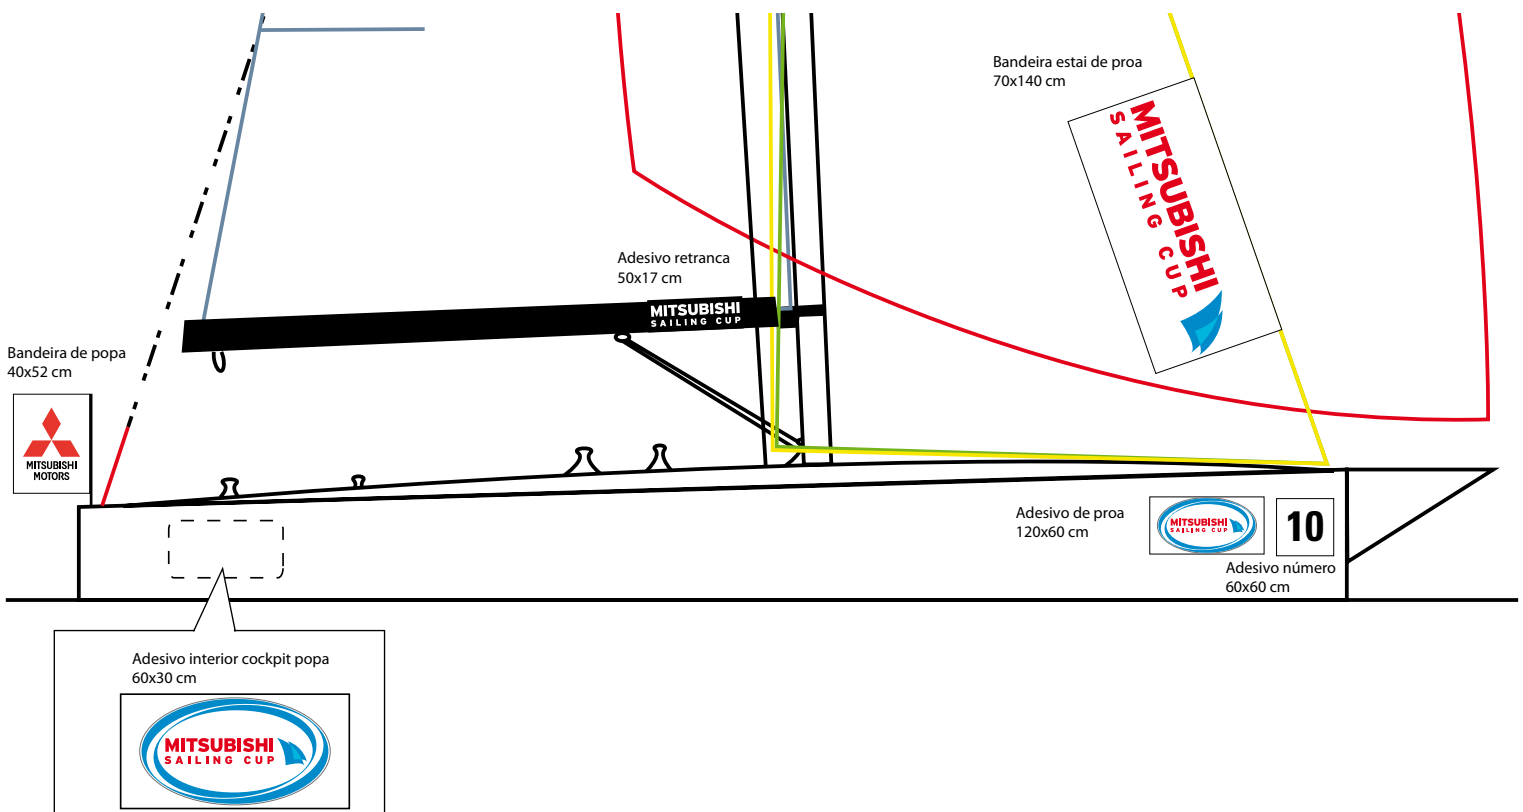 Bandeira estai de proa
70x140 cm
MITSUBISHI
SAILING CUP
Adesivo retranca
50x17 cm
MITSUBISHI
SAILING CUP
Bandeira de popa
40x52 cm
MITSUBISHI
MOTORS
Adesivo de proa
120x60 cm
MITSUBISHI
SAILING CUP
10
Adesivo número
60x60 cm
Adesivo interior cockpit popa
60x30 cm
MITSUBISHI
SAILING CUP